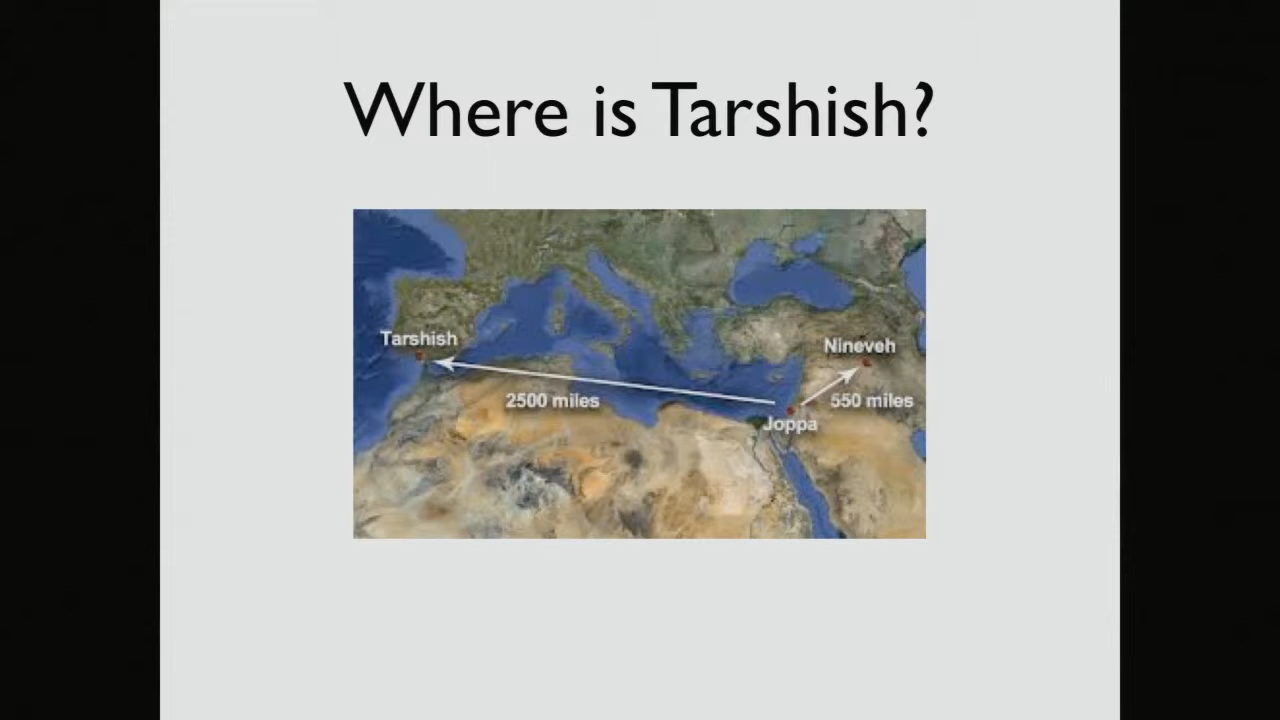 Where is Tarshish?
Tarshish
Nineveh
2500 miles
550 miles
Joppa